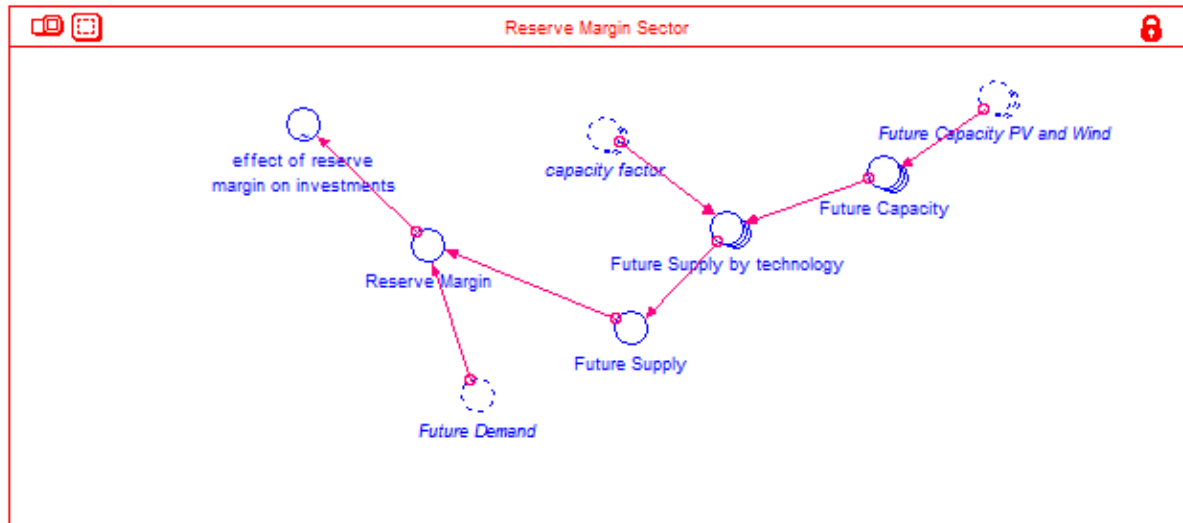 Reserve Margin Sector
Future Capacity PV and Wind
effect of reserve
margin on investments
capacity factor
Future Capacity
Future Supply by technology
Reserve Margin
Future Supply
Future Demand